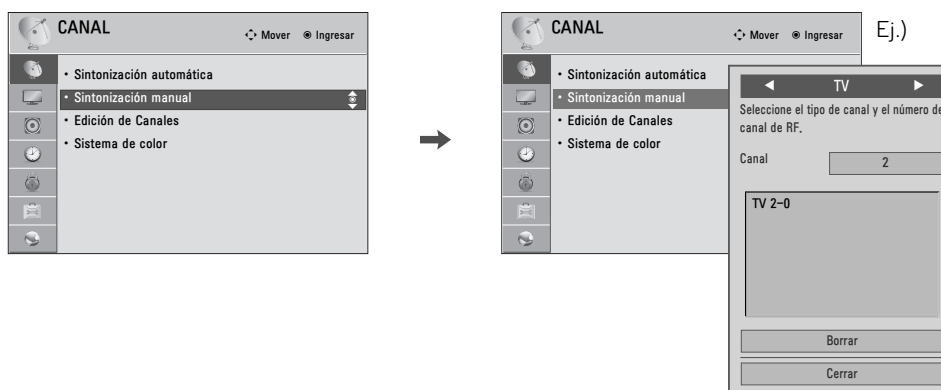 CANAL
Mover Ingresar
• Sintonización automática
• Sintonización manual
• Edición de Canales
• Sistema de color
CANAL
Mover Ingresar
Ej.)
• Sintonización automática
• Sintonización manual
• Edición de Canales
• Sistema de color
◀ TV ▶
Seleccione el tipo de canal y el número de
canal de RF.
Canal 2
TV 2-0
Borrar
Cerrar